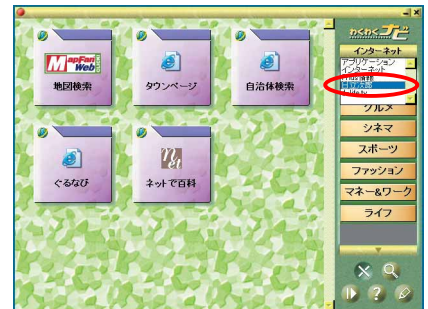 わくわくナビ
MapFan Web
地図検索
タウンページ
自治体検索
ぐるなび
ネットで百科
インターネット
アプリケーション
インターネット
日立太郎
グルメ
シネマ
スポーツ
ファッション
マネー&ワーク
ライフ